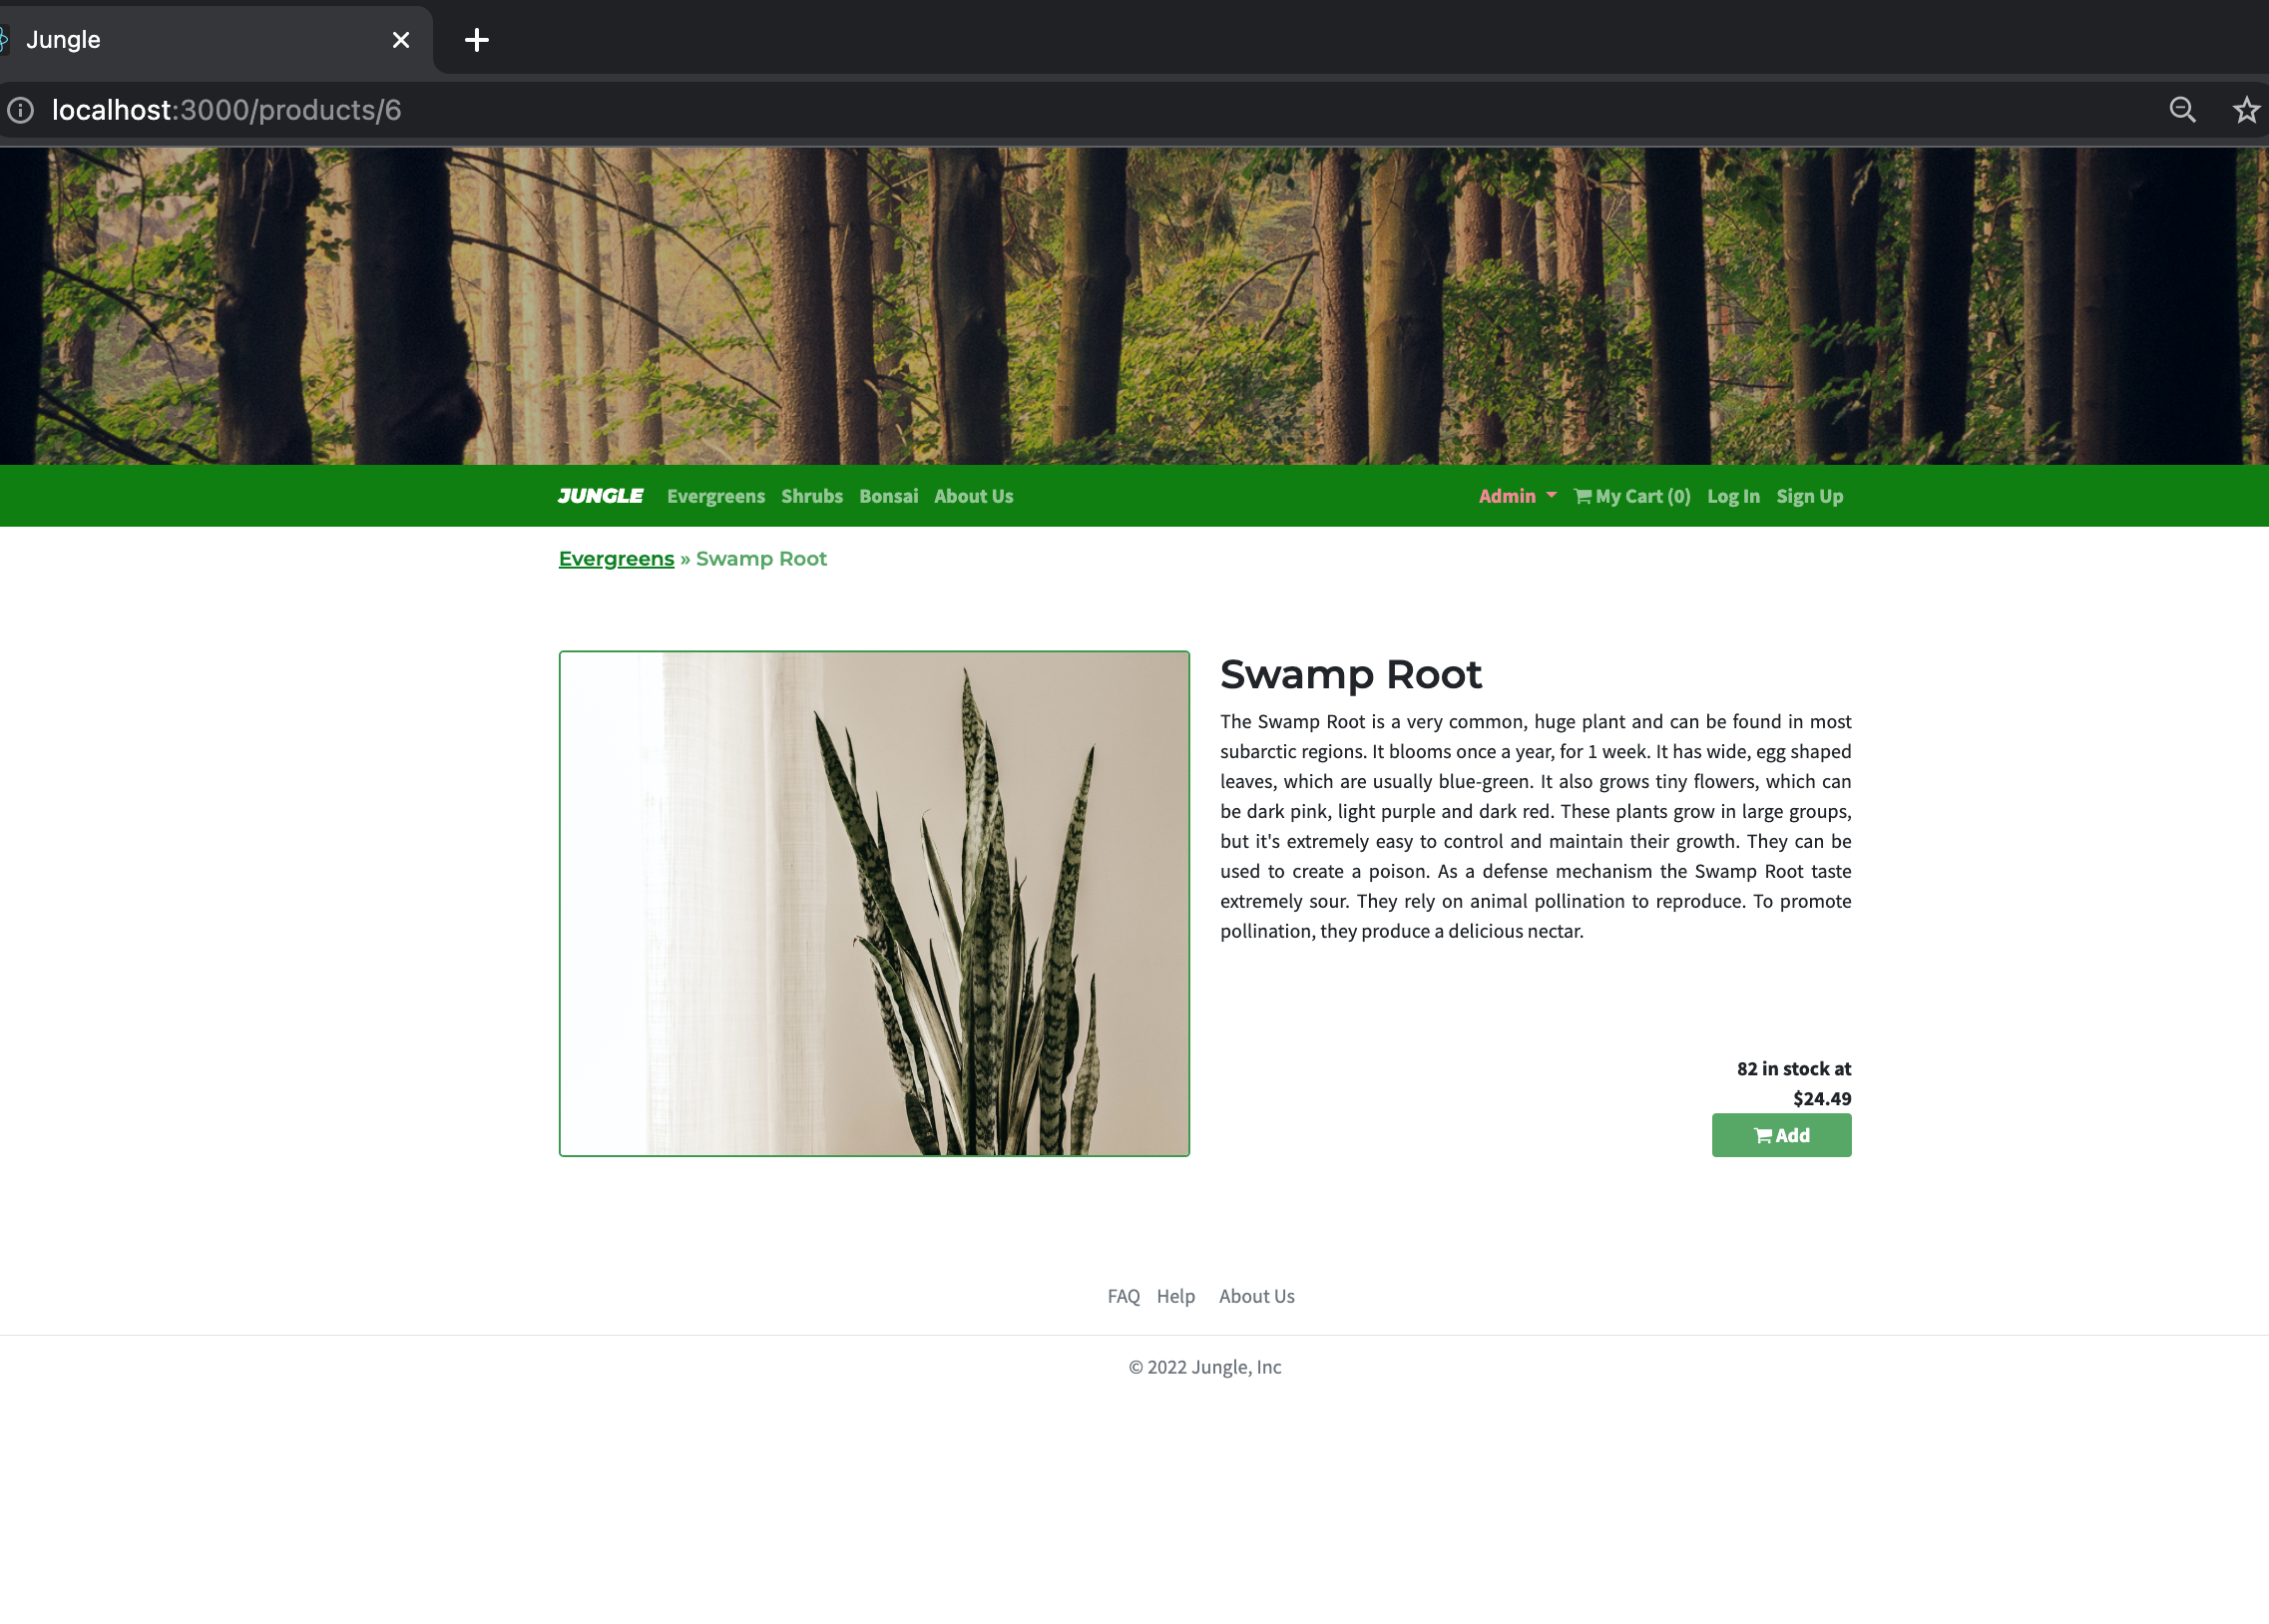 Jungle
localhost:3000/products/6
JUNGLE Evergreens Shrubs Bonsai About Us Admin My Cart (0) Log In Sign Up
Evergreens » Swamp Root
Swamp Root
The Swamp Root is a very common, huge plant and can be found in most
subarctic regions. It blooms once a year, for 1 week. It has wide, egg shaped
leaves, which are usually blue-green. It also grows tiny flowers, which can
be dark pink, light purple and dark red. These plants grow in large groups,
but it's extremely easy to control and maintain their growth. They can be
used to create a poison. As a defense mechanism the Swamp Root taste
extremely sour. They rely on animal pollination to reproduce. To promote
pollination, they produce a delicious nectar.
82 in stock at
$24.49
Add
FAQ Help About Us
© 2022 Jungle, Inc